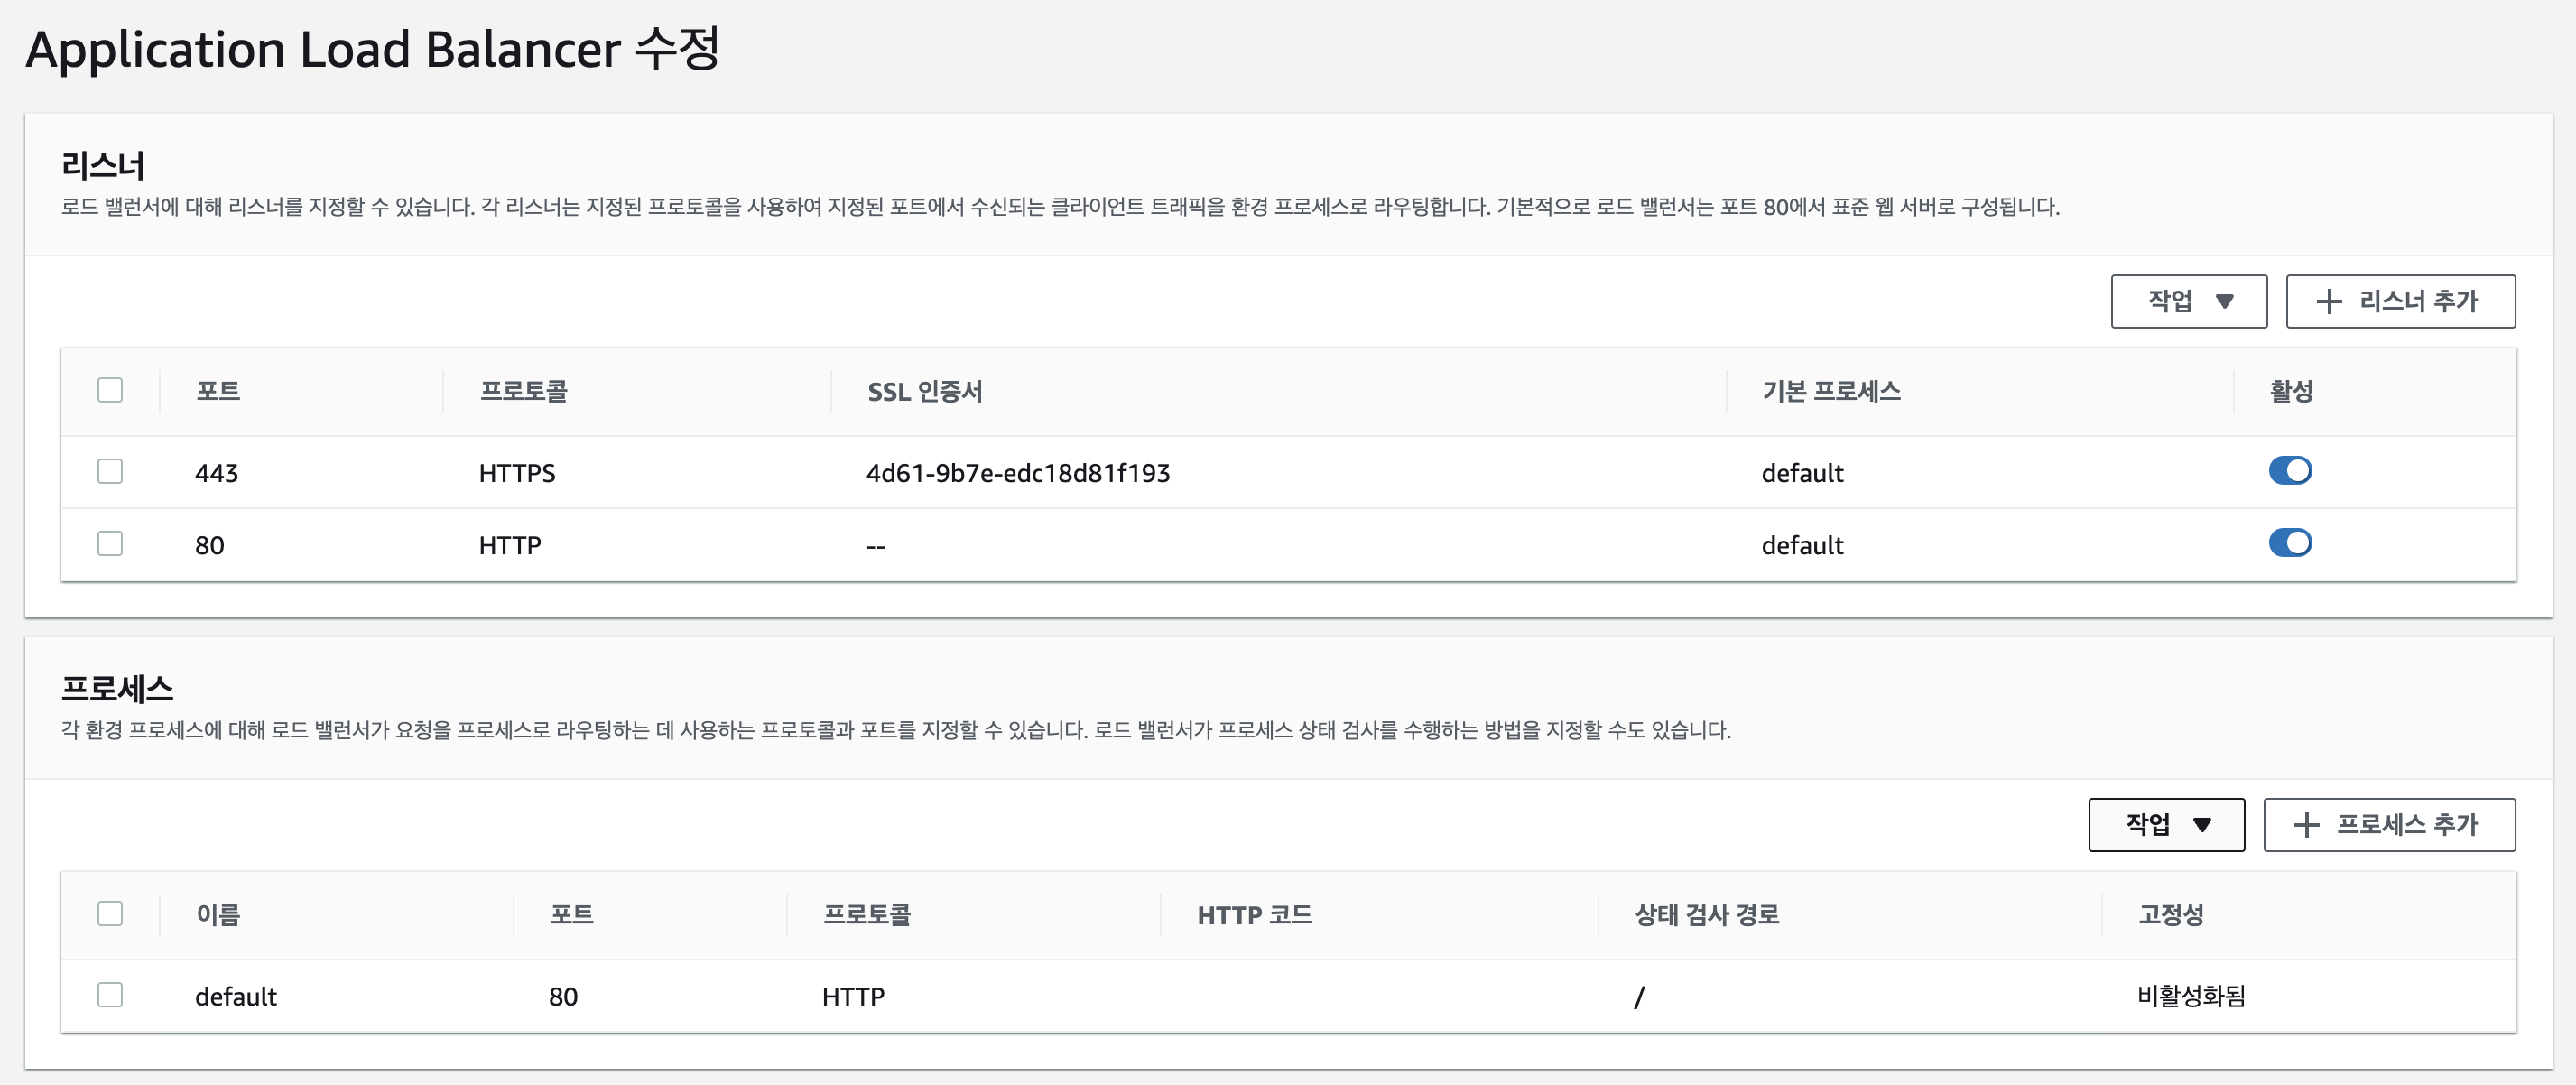 Application Load Balancer 수정
리스너
로드 밸런서에 대해 리스너를 지정할 수 있습니다. 각 리스너는 지정된 프로토콜을 사용하여 지정된 포트에서 수신되는 클라이언트 트래픽을 환경 프로세스로 라우팅합니다. 기본적으로 로드 밸런서는 포트 80에서 표준 웹 서버로 구성됩니다.
작업 ▼ + 리스너 추가
포트 프로토콜 SSL 인증서 기본 프로세스 활성
443 HTTPS 4d61-9b7e-edc18d81f193 default
80 HTTP -- default
프로세스
각 환경 프로세스에 대해 로드 밸런서가 요청을 프로세스로 라우팅하는 데 사용하는 프로토콜과 포트를 지정할 수 있습니다. 로드 밸런서가 프로세스 상태 검사를 수행하는 방법을 지정할 수도 있습니다.
작업 ▼ + 프로세스 추가
이름 포트 프로토콜 HTTP 코드 상태 검사 경로 고정성
default 80 HTTP / 비활성화됨